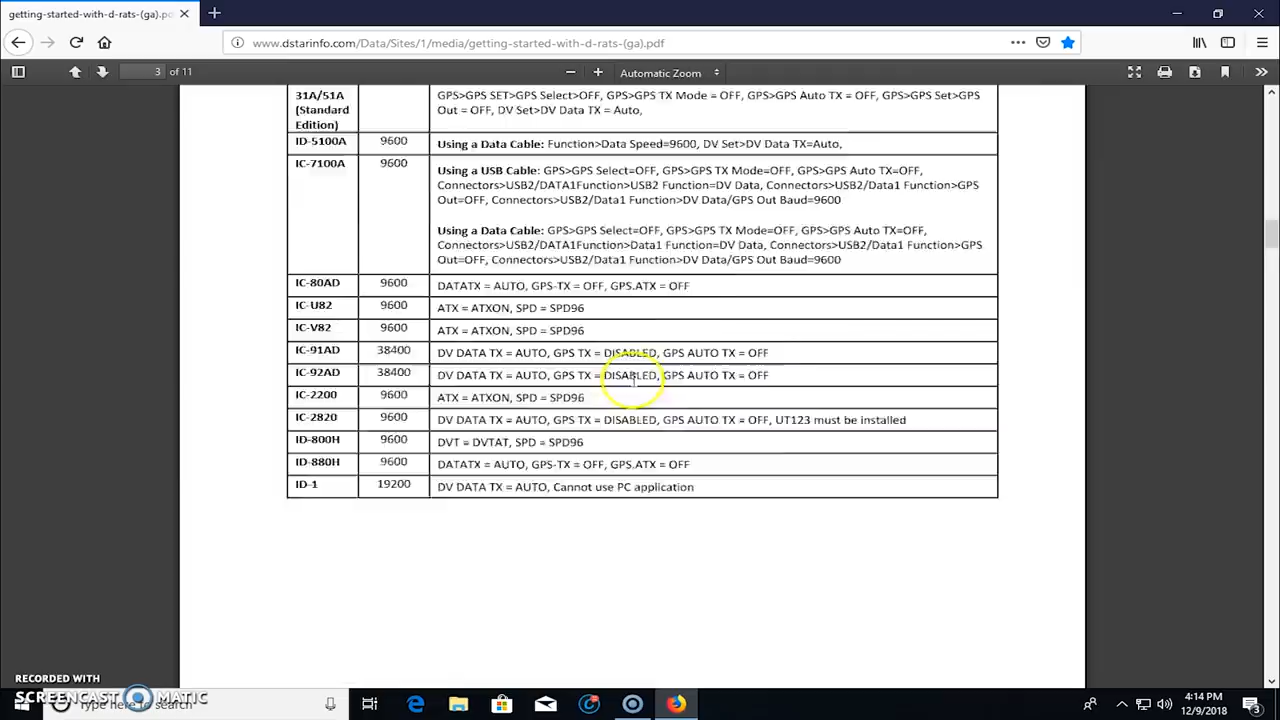 getting-started-with-d-rats-(ga).pd
www.dstarinfo.com/Data/Sites/1/media/getting-started-with-d-rats-(ga).pdf
3 of 11
Automatic Zoom
31A/51A (Standard Edition) GPS>GPS SET>GPS Select>OFF, GPS>GPS TX Mode = OFF, GPS>GPS Auto TX = OFF, GPS>GPS Set>GPS
Out = OFF, DV Set>DV Data TX = Auto,
ID-5100A 9600 Using a Data Cable: Function>Data Speed=9600, DV Set>DV Data TX=Auto,
IC-7100A 9600 Using a USB Cable: GPS>GPS Select=OFF, GPS>GPS TX Mode=OFF, GPS>GPS Auto TX=OFF,
Connectors>USB2/DATA1Function>USB2 Function=DV Data, Connectors>USB2/Data1 Function>GPS
Out=OFF, Connectors>USB2/Data1 Function>DV Data/GPS Out Baud=9600
Using a Data Cable: GPS>GPS Select=OFF, GPS>GPS TX Mode=OFF, GPS>GPS Auto TX=OFF,
Connectors>USB2/DATA1Function>Data1 Function=DV Data, Connectors>USB2/Data1 Function>GPS
Out=OFF, Connectors>USB2/Data1 Function>DV Data/GPS Out Baud=9600
IC-80AD 9600 DATATX = AUTO, GPS-TX = OFF, GPS.ATX = OFF
IC-U82 9600 ATX = ATXON, SPD = SPD96
IC-V82 9600 ATX = ATXON, SPD = SPD96
IC-91AD 38400 DV DATA TX = AUTO, GPS TX = DISABLED, GPS AUTO TX = OFF
IC-92AD 38400 DV DATA TX = AUTO, GPS TX = DISABLED, GPS AUTO TX = OFF
IC-2200 9600 ATX = ATXON, SPD = SPD96
IC-2820 9600 DV DATA TX = AUTO, GPS TX = DISABLED, GPS AUTO TX = OFF, UT123 must be installed
ID-800H 9600 DVT = DVTAT, SPD = SPD96
ID-880H 9600 DATATX = AUTO, GPS-TX = OFF, GPS.ATX = OFF
ID-1 19200 DV DATA TX = AUTO, Cannot use PC application
RECORDED WITH
SCREENCAST MATIC
Type here to search
4:14 PM
12/9/2018
3